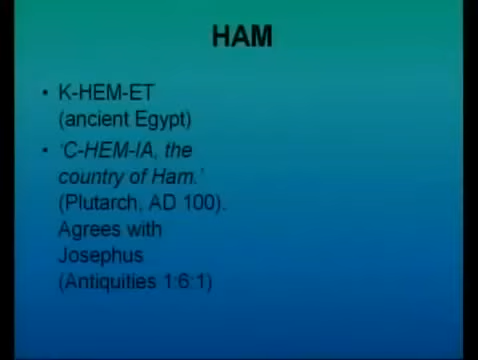 HAM
• K-HEM-ET
(ancient Egypt)
• ‘C-HEM-IA, the
country of Ham.’
(Plutarch, AD 100).
Agrees with
Josephus
(Antiquities 1:6:1)